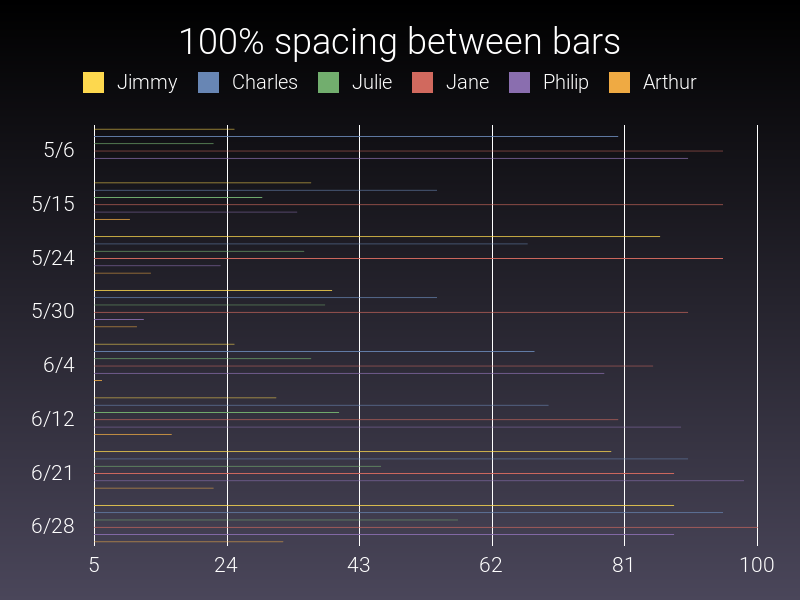 100% spacing between bars
Jimmy Charles Julie Jane Philip Arthur
5/6
5/15
5/24
5/30
6/4
6/12
6/21
6/28
5 24 43 62 81 100